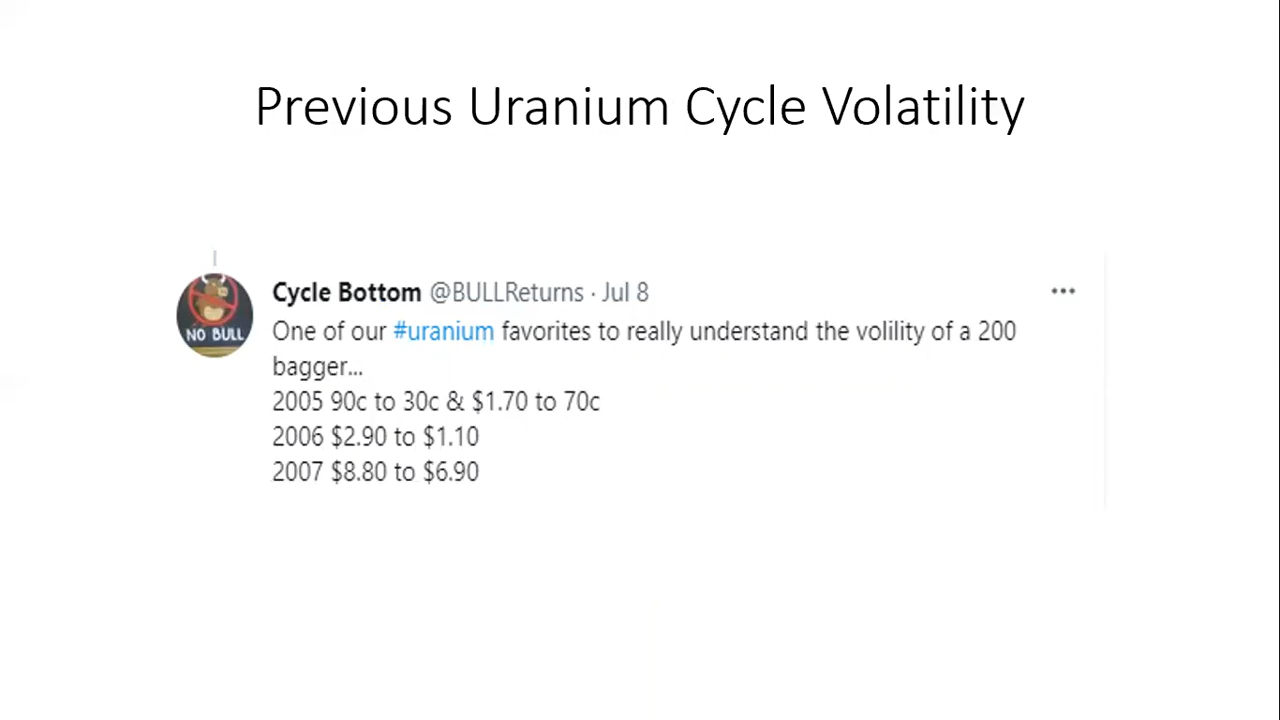 Previous Uranium Cycle Volatility
Cycle Bottom @BULLReturns · Jul 8
NO BULL
One of our #uranium favorites to really understand the volility of a 200
bagger...
2005 90c to 30c & $1.70 to 70c
2006 $2.90 to $1.10
2007 $8.80 to $6.90